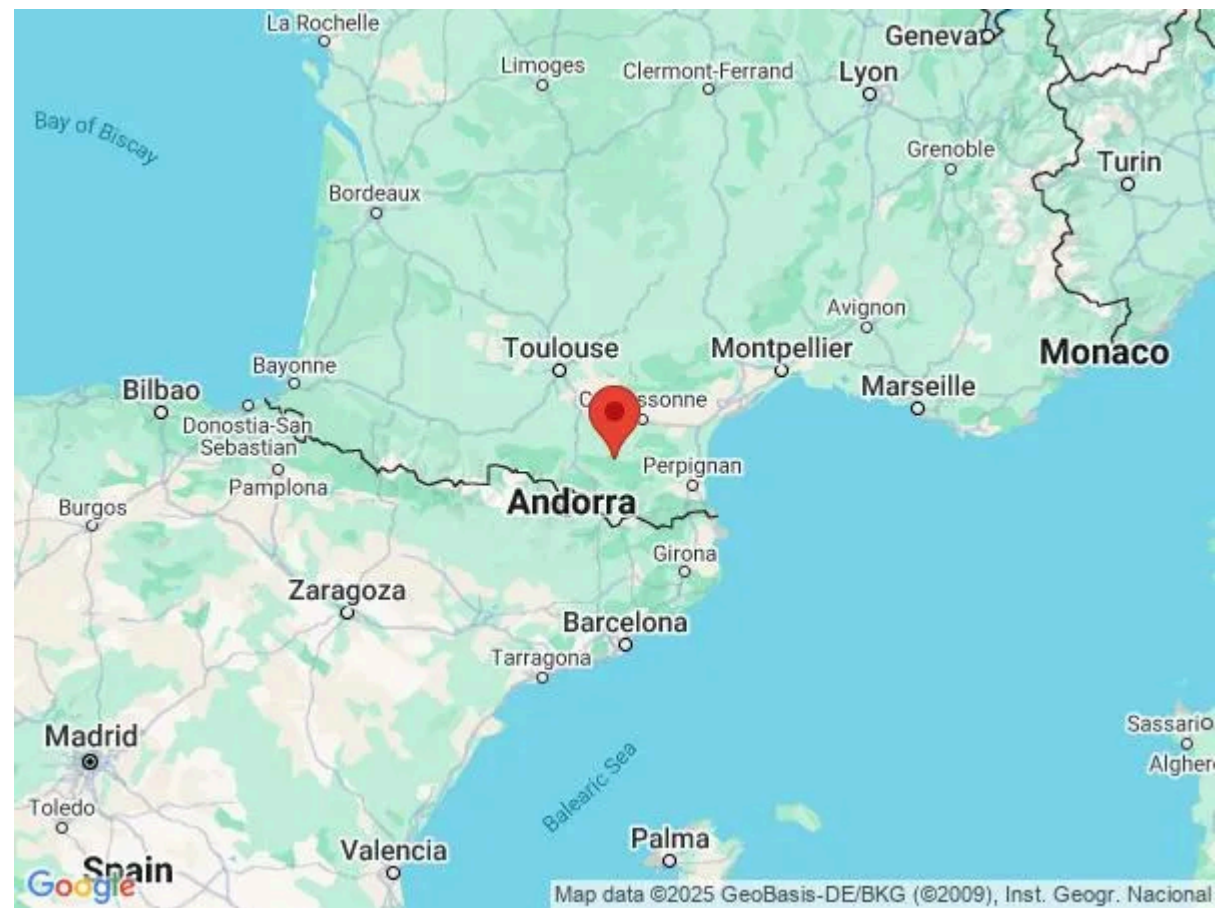 La Rochelle
Geneva
Limoges
Clermont-Ferrand
Lyon
Bay of Biscay
Grenoble
Turin
Bordeaux
Avignon
Toulouse
Montpellier
Monaco
Bayonne
Marseille
Bilbao
ssonne
Donostia-San
Sebastian
Perpignan
Pamplona
Andorra
Burgos
Girona
Zaragoza
Barcelona
Tarragona
Sassari
Madrid
Alghero
Balearic Sea
Toledo
Palma
Valencia
Spain
Google
Map data ©2025 GeoBasis-DE/BKG (©2009), Inst. Geogr. Nacional